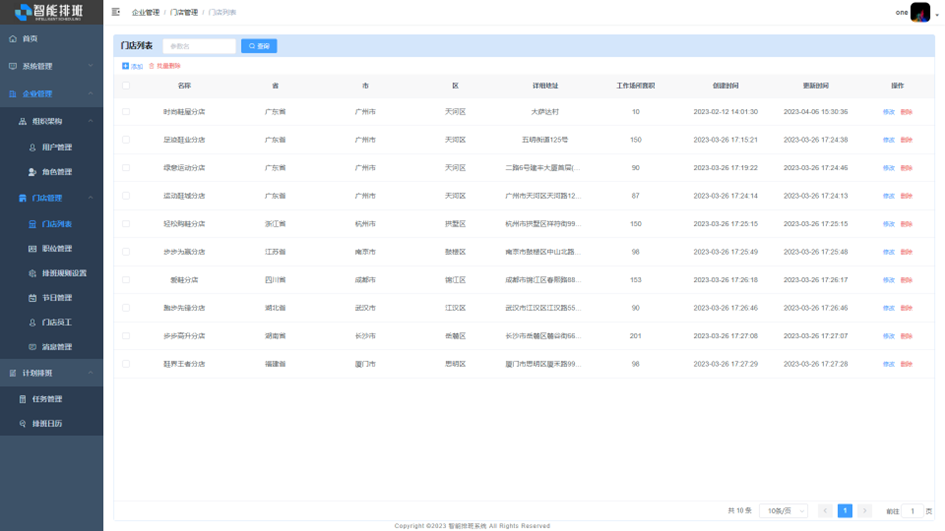 智能排班
INTELLIGENT SCHEDULING
首页
系统管理
企业管理
组织架构
用户管理
角色管理
门店管理
门店列表
职位管理
排班规则设置
节日管理
门店员工
消息管理
计划排班
任务管理
排班日历
企业管理 / 门店管理 / 门店列表
one
门店列表 参数名 查询
添加 批量删除
名称 省 市 区 详细地址 工作场所面积 创建时间 更新时间 操作
时尚鞋屋分店 广东省 广州市 天河区 大萨达村 10 2023-02-12 14:01:30 2023-04-06 15:30:36 修改 删除
足迹鞋业分店 广东省 广州市 天河区 五锦街道125号 150 2023-03-26 17:15:21 2023-03-26 17:24:38 修改 删除
绿意运动分店 广东省 广州市 天河区 二路6号建丰大厦首层(... 90 2023-03-26 17:19:22 2023-03-26 17:24:46 修改 删除
运动鞋城分店 广东省 广州市 天河区 广州市天河区天河路12... 87 2023-03-26 17:24:14 2023-03-26 17:24:13 修改 删除
轻松购鞋分店 浙江省 杭州市 拱墅区 杭州市拱墅区祥符街99... 150 2023-03-26 17:25:15 2023-03-26 17:25:15 修改 删除
步步为赢分店 江苏省 南京市 鼓楼区 南京市鼓楼区中山北路... 98 2023-03-26 17:25:49 2023-03-26 17:25:48 修改 删除
爱鞋分店 四川省 成都市 锦江区 成都市锦江区春熙路88... 153 2023-03-26 17:26:18 2023-03-26 17:26:17 修改 删除
跑步先锋分店 湖北省 武汉市 江汉区 武汉市江汉区江汉路55... 90 2023-03-26 17:26:46 2023-03-26 17:26:46 修改 删除
步步高升分店 湖南省 长沙市 岳麓区 长沙市岳麓区麓谷街66... 201 2023-03-26 17:27:08 2023-03-26 17:27:07 修改 删除
鞋界王者分店 福建省 厦门市 思明区 厦门市思明区厦禾路99... 98 2023-03-26 17:27:29 2023-03-26 17:27:28 修改 删除
共 10 条 10条/页 1 前往 1 页
Copyright ©2023 智能排班系统 All Rights Reserved